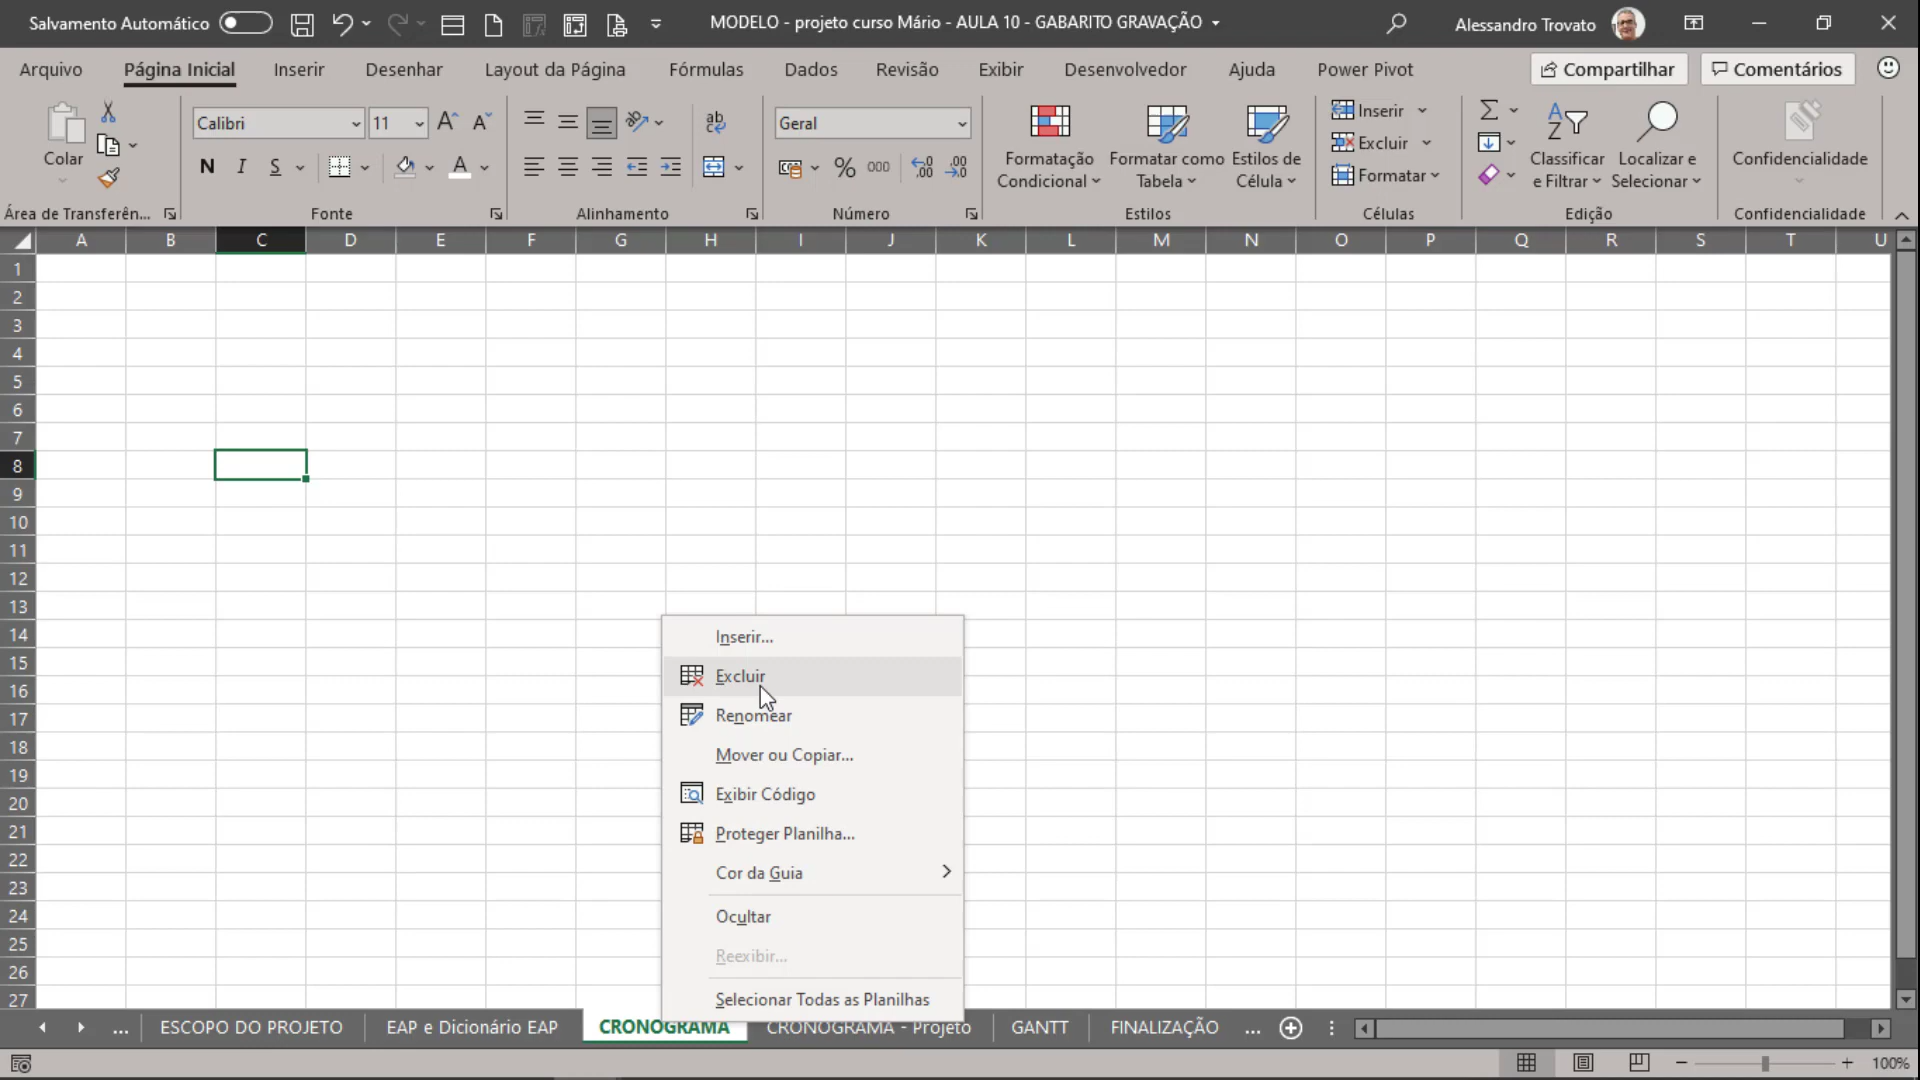 Salvamento Automático
MODELO - projeto curso Mário - AULA 10 - GABARITO GRAVAÇÃO
Alessandro Trovato
Arquivo Página Inicial Inserir Desenhar Layout da Página Fórmulas Dados Revisão Exibir Desenvolvedor Ajuda Power Pivot Compartilhar Comentários
Colar
Calibri 11
N I S A
ab
Geral
% 000 ,00
Formatação Condicional
Formatar como Tabela
Estilos de Célula
Inserir
Excluir
Formatar
Classificar e Filtrar
Localizar e Selecionar
Confidencialidade
Área de Transferên... Fonte Alinhamento Número Estilos Células Edição Confidencialidade
A B C D E F G H I J K L M N O P Q R S T U
1
2
3
4
5
6
7
8
9
10
11
12
13
14
15
16
17
18
19
20
21
22
23
24
25
26
27
Inserir...
Excluir
Renomear
Mover ou Copiar...
Exibir Código
Proteger Planilha...
Cor da Guia
Ocultar
Reexibir...
Selecionar Todas as Planilhas
... ESCOPO DO PROJETO EAP e Dicionário EAP CRONOGRAMA CRONOGRAMA - Projeto GANTT FINALIZAÇÃO ...
100%